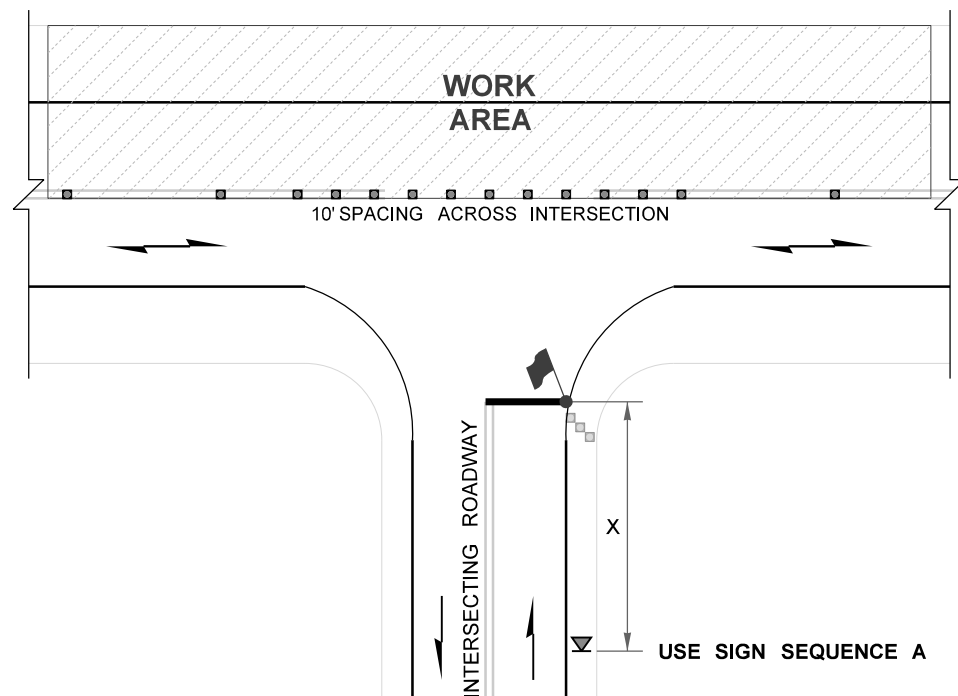 WORK
AREA
10' SPACING ACROSS INTERSECTION
INTERSECTING ROADWAY
X
USE SIGN SEQUENCE A